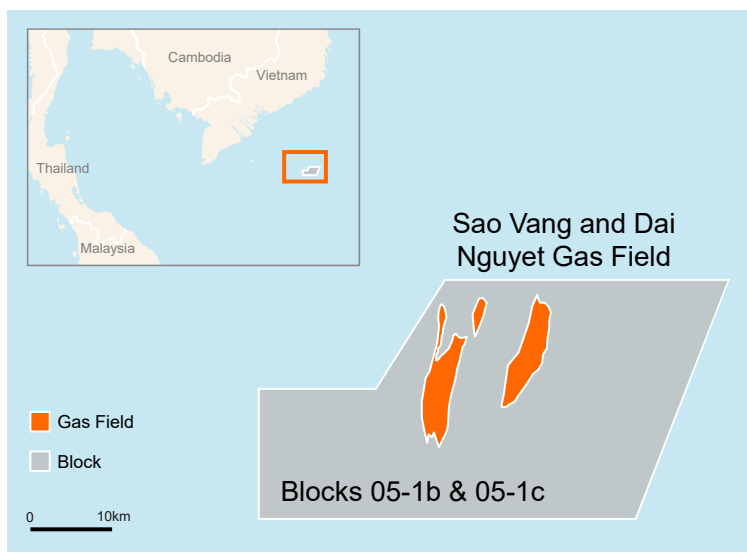 Cambodia
Vietnam
Thailand
Malaysia
Sao Vang and Dai
Nguyet Gas Field
Gas Field
Block
Blocks 05-1b & 05-1c
0 10km